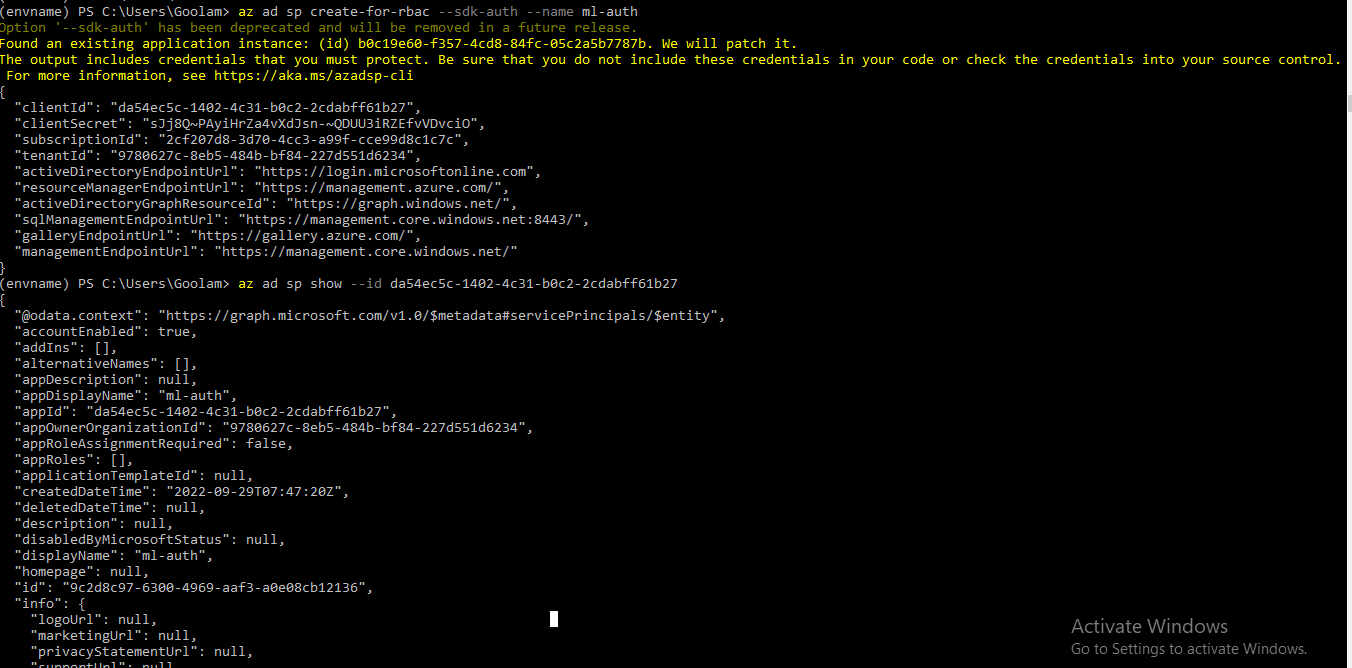 (envname) PS C:\Users\Goolam> az ad sp create-for-rbac --sdk-auth --name ml-auth
Option '--sdk-auth' has been deprecated and will be removed in a future release.
Found an existing application instance: (id) b0c19e60-f357-4cd8-84fc-05c2a5b7787b. We will patch it.
The output includes credentials that you must protect. Be sure that you do not include these credentials in your code or check the credentials into your source control.
For more information, see https://aka.ms/azadsp-cli
{
"clientId": "da54ec5c-1402-4c31-b0c2-2cdabff61b27",
"clientSecret": "sJj8Q~PAyiHrZa4vXdJsn-~QDUU3iRZEfvVDvciO",
"subscriptionId": "2cf207d8-3d70-4cc3-a99f-cce99d8c1c7c",
"tenantId": "9780627c-8eb5-484b-bf84-227d551d6234",
"activeDirectoryEndpointUrl": "https://login.microsoftonline.com",
"resourceManagerEndpointUrl": "https://management.azure.com/",
"activeDirectoryGraphResourceId": "https://graph.windows.net/",
"sqlManagementEndpointUrl": "https://management.core.windows.net:8443/",
"galleryEndpointUrl": "https://gallery.azure.com/",
"managementEndpointUrl": "https://management.core.windows.net/"
}
(envname) PS C:\Users\Goolam> az ad sp show --id da54ec5c-1402-4c31-b0c2-2cdabff61b27
{
"@odata.context": "https://graph.microsoft.com/v1.0/$metadata#servicePrincipals/$entity",
"accountEnabled": true,
"addIns": [],
"alternativeNames": [],
"appDescription": null,
"appDisplayName": "ml-auth",
"appId": "da54ec5c-1402-4c31-b0c2-2cdabff61b27",
"appOwnerOrganizationId": "9780627c-8eb5-484b-bf84-227d551d6234",
"appRoleAssignmentRequired": false,
"appRoles": [],
"applicationTemplateId": null,
"createdDateTime": "2022-09-29T07:47:20Z",
"deletedDateTime": null,
"description": null,
"disabledByMicrosoftStatus": null,
"displayName": "ml-auth",
"homepage": null,
"id": "9c2d8c97-6300-4969-aaf3-a0e08cb12136",
"info": {
"logoUrl": null,
"marketingUrl": null,
"privacyStatementUrl": null,
"supportUrl": null
Activate Windows
Go to Settings to activate Windows.